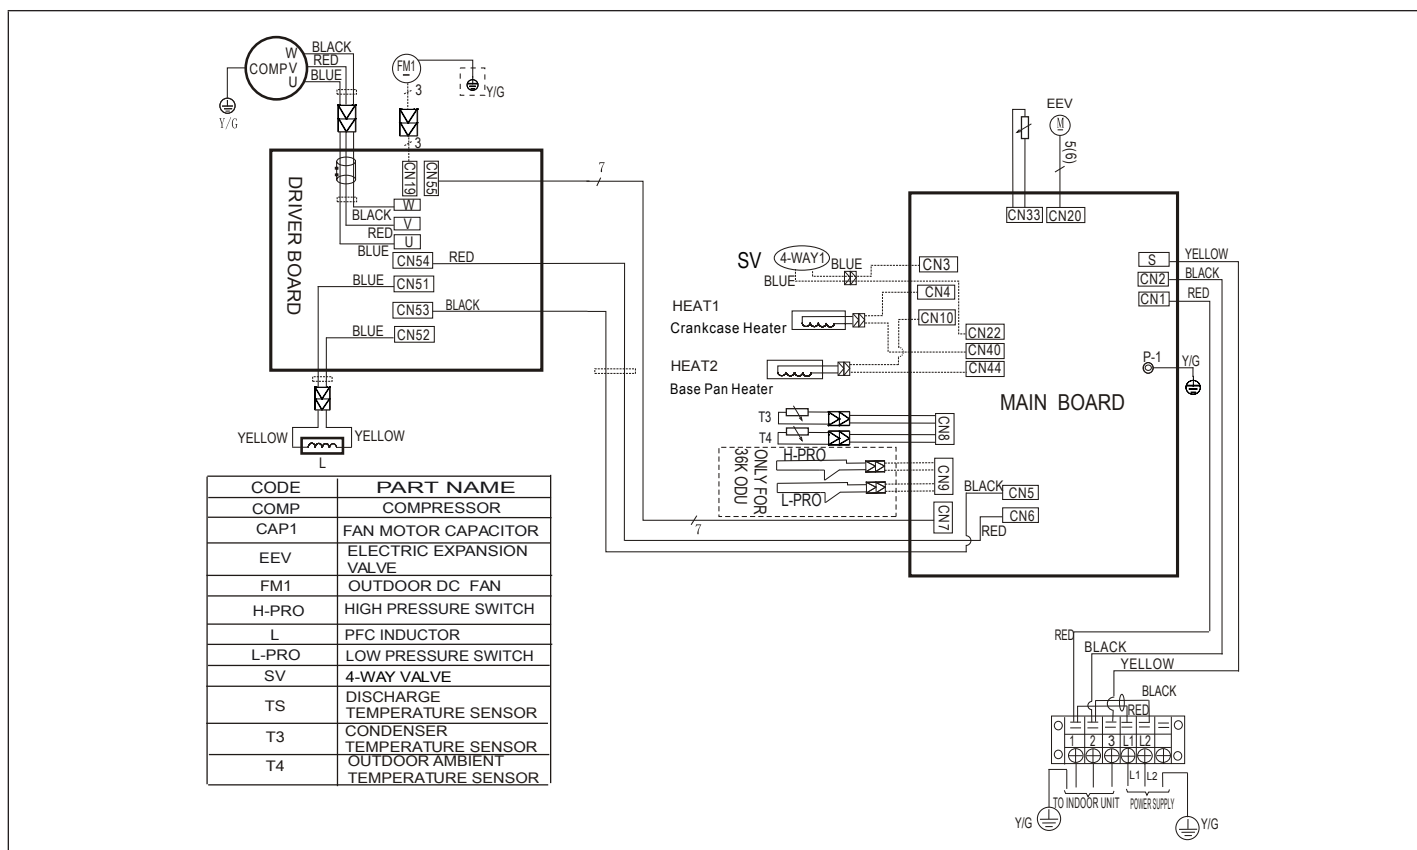 BLACK
RED
BLUE
W
COMP V
U
Y/G
FM1
3
Y/G
3
EEV
M
5(6)
DRIVER BOARD
CN19
CN55
7
W
BLACK
V
RED
U
BLUE
CN54
RED
BLUE
CN51
CN53
BLACK
BLUE
CN52
YELLOW
YELLOW
L
CN33
CN20
SV
4-WAY1
BLUE
BLUE
CN3
CN4
HEAT1
Crankcase Heater
CN10
CN22
CN40
HEAT2
CN44
Base Pan Heater
S
YELLOW
CN2
BLACK
CN1
RED
P-1
Y/G
MAIN BOARD
T3
T4
CN8
ONLY FOR
36K ODU
H-PRO
L-PRO
CN9
BLACK
CN5
CN7
CN6
RED
7
CODE PART NAME
COMP COMPRESSOR
CAP1 FAN MOTOR CAPACITOR
EEV ELECTRIC EXPANSION
VALVE
FM1 OUTDOOR DC FAN
H-PRO HIGH PRESSURE SWITCH
L PFC INDUCTOR
L-PRO LOW PRESSURE SWITCH
SV 4-WAY VALVE
TS DISCHARGE
TEMPERATURE SENSOR
T3 CONDENSER
TEMPERATURE SENSOR
T4 OUTDOOR AMBIENT
TEMPERATURE SENSOR
RED
BLACK
YELLOW
BLACK
RED
1 2 3 L1 L2
L1 L2
TO INDOOR UNIT
POWER SUPPLY
Y/G
Y/G